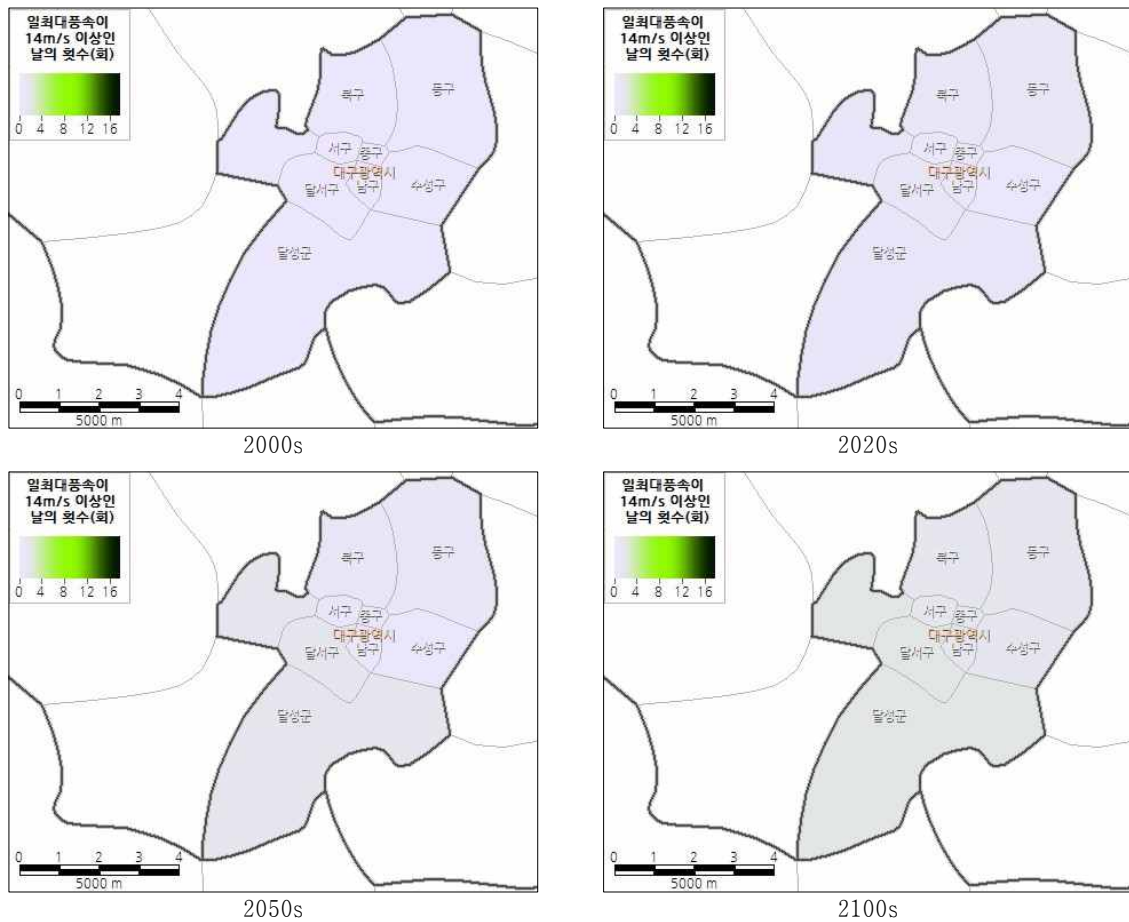 일최대풍속이
14m/s 이상인
날의 횟수(회)
0 4 8 12 16
북구
동구
서구
중구
대구광역시
달서구
남구
수성구
달성군
0 1 2 3 4
5000 m
2000s
일최대풍속이
14m/s 이상인
날의 횟수(회)
0 4 8 12 16
북구
동구
서구
중구
대구광역시
달서구
남구
수성구
달성군
0 1 2 3 4
5000 m
2020s
일최대풍속이
14m/s 이상인
날의 횟수(회)
0 4 8 12 16
북구
동구
서구
중구
대구광역시
달서구
남구
수성구
달성군
0 1 2 3 4
5000 m
2050s
일최대풍속이
14m/s 이상인
날의 횟수(회)
0 4 8 12 16
북구
동구
서구
중구
대구광역시
달서구
남구
수성구
달성군
0 1 2 3 4
5000 m
2100s